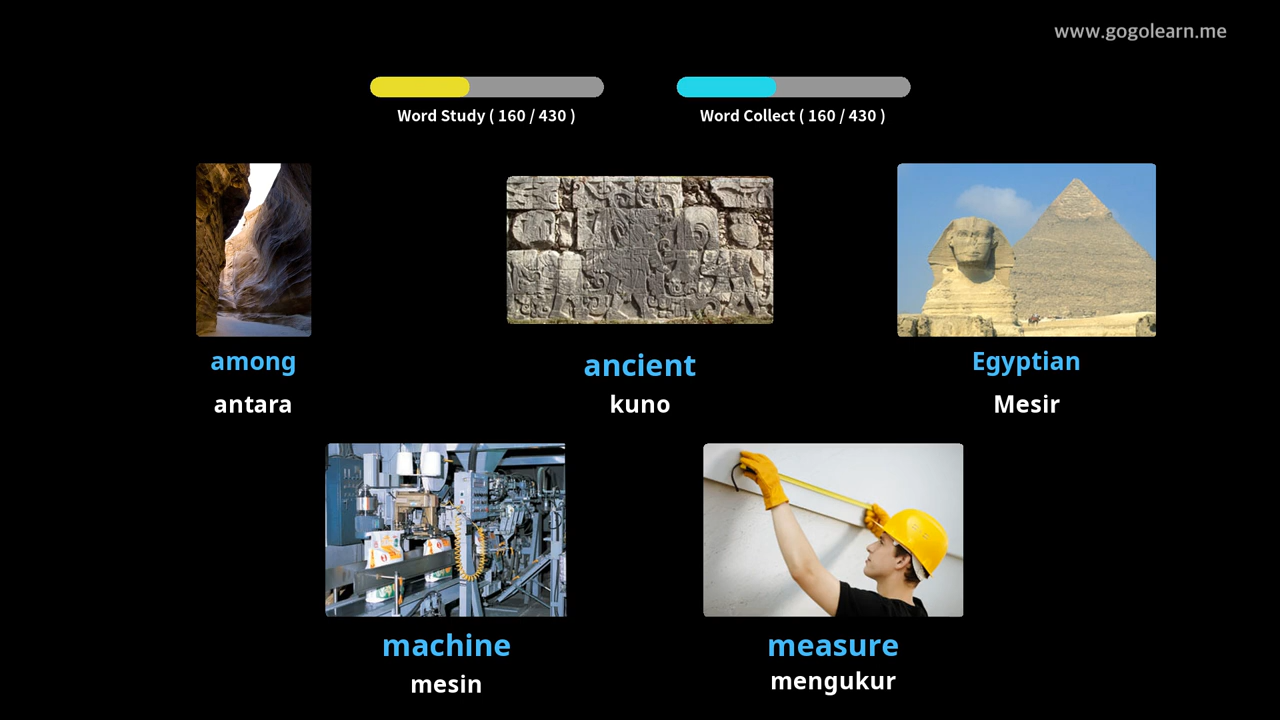 www.gogolearn.me
Word Study ( 160 / 430 )
Word Collect ( 160 / 430 )
among
antara
ancient
kuno
Egyptian
Mesir
machine
mesin
measure
mengukur